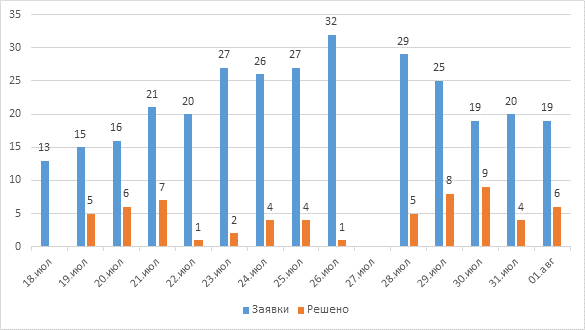 35
32
30
29
27
27
26
25
25
21
20
20
20
19
19
16
15
15
13
10
9
8
7
6
6
5
5
5
4
4
4
2
1
1
0
18.июл
19.июл
20.июл
21.июл
22.июл
23.июл
24.июл
25.июл
26.июл
27.июл
28.июл
29.июл
30.июл
31.июл
01.авг
Заявки
Решено